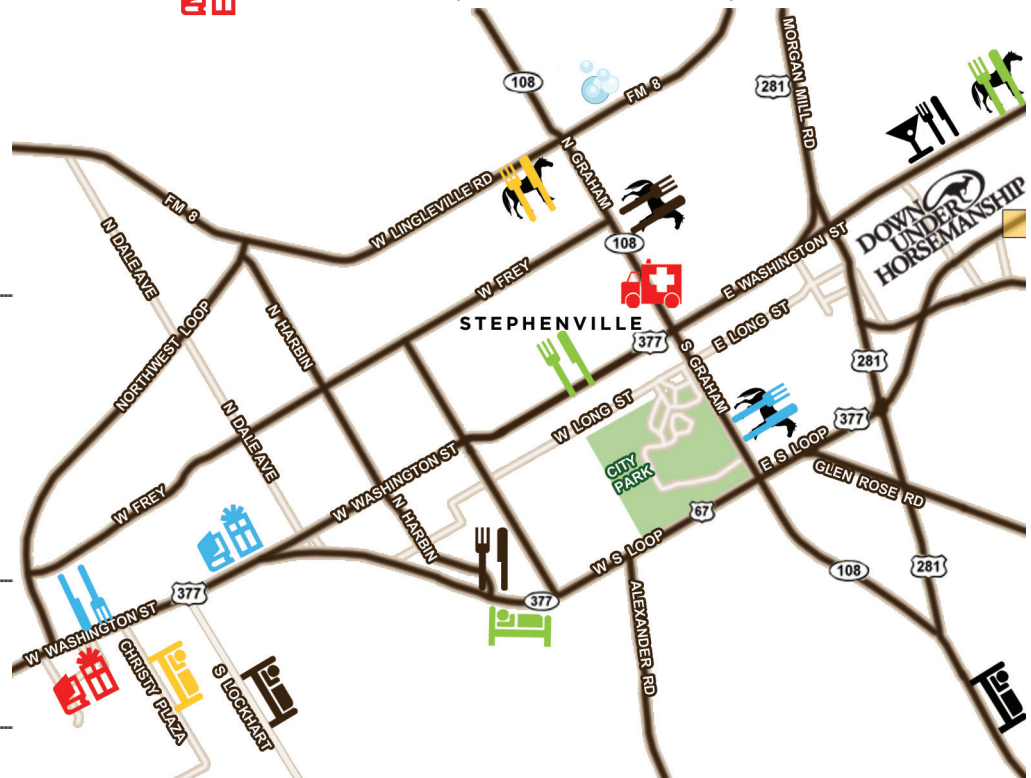 108
FM 8
281
MORGAN MILL RD
N GRAHAM
W LINGLEVILLE RD
FM 8
N DALE AVE
108
DOWN
UNDER
HORSEMANSHIP
E WASHINGTON ST
W FREY
N HARBIN
NORTHWEST LOOP
STEPHENVILLE
377
E LONG ST
S GRAHAM
281
W LONG ST
377
N DALE AVE
E S LOOP
W WASHINGTON ST
CITY
PARK
GLEN ROSE RD
W FREY
N HARBIN
67
W S LOOP
108
281
377
377
W WASHINGTON ST
ALEXANDER RD
CHRISTY PLAZA
S LOCKHART